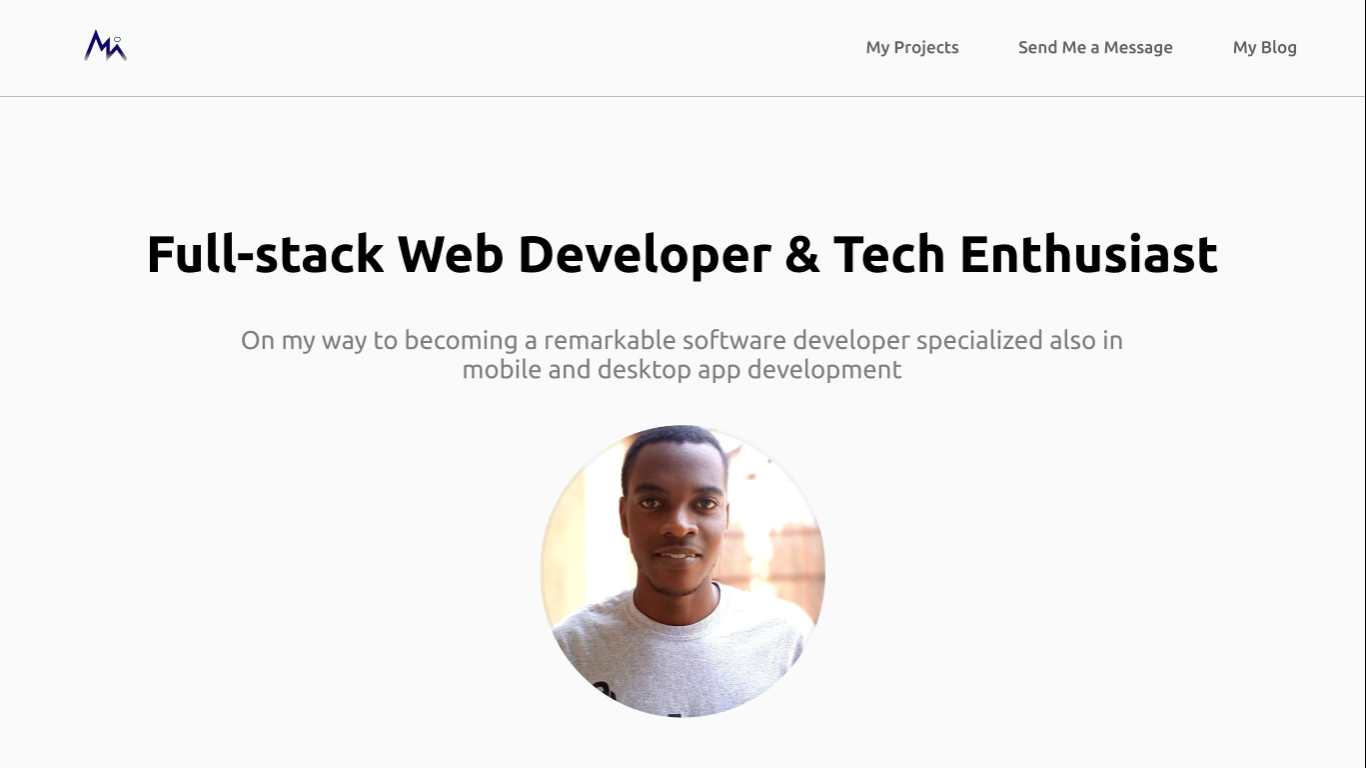 My Projects
Send Me a Message
My Blog
Full-stack Web Developer & Tech Enthusiast
On my way to becoming a remarkable software developer specialized also in
mobile and desktop app development